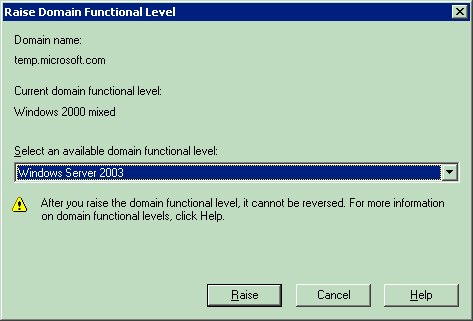 Raise Domain Functional Level
Domain name:
temp.microsoft.com
Current domain functional level:
Windows 2000 mixed
Select an available domain functional level:
Windows Server 2003
After you raise the domain functional level, it cannot be reversed. For more information
on domain functional levels, click Help.
Raise Cancel Help